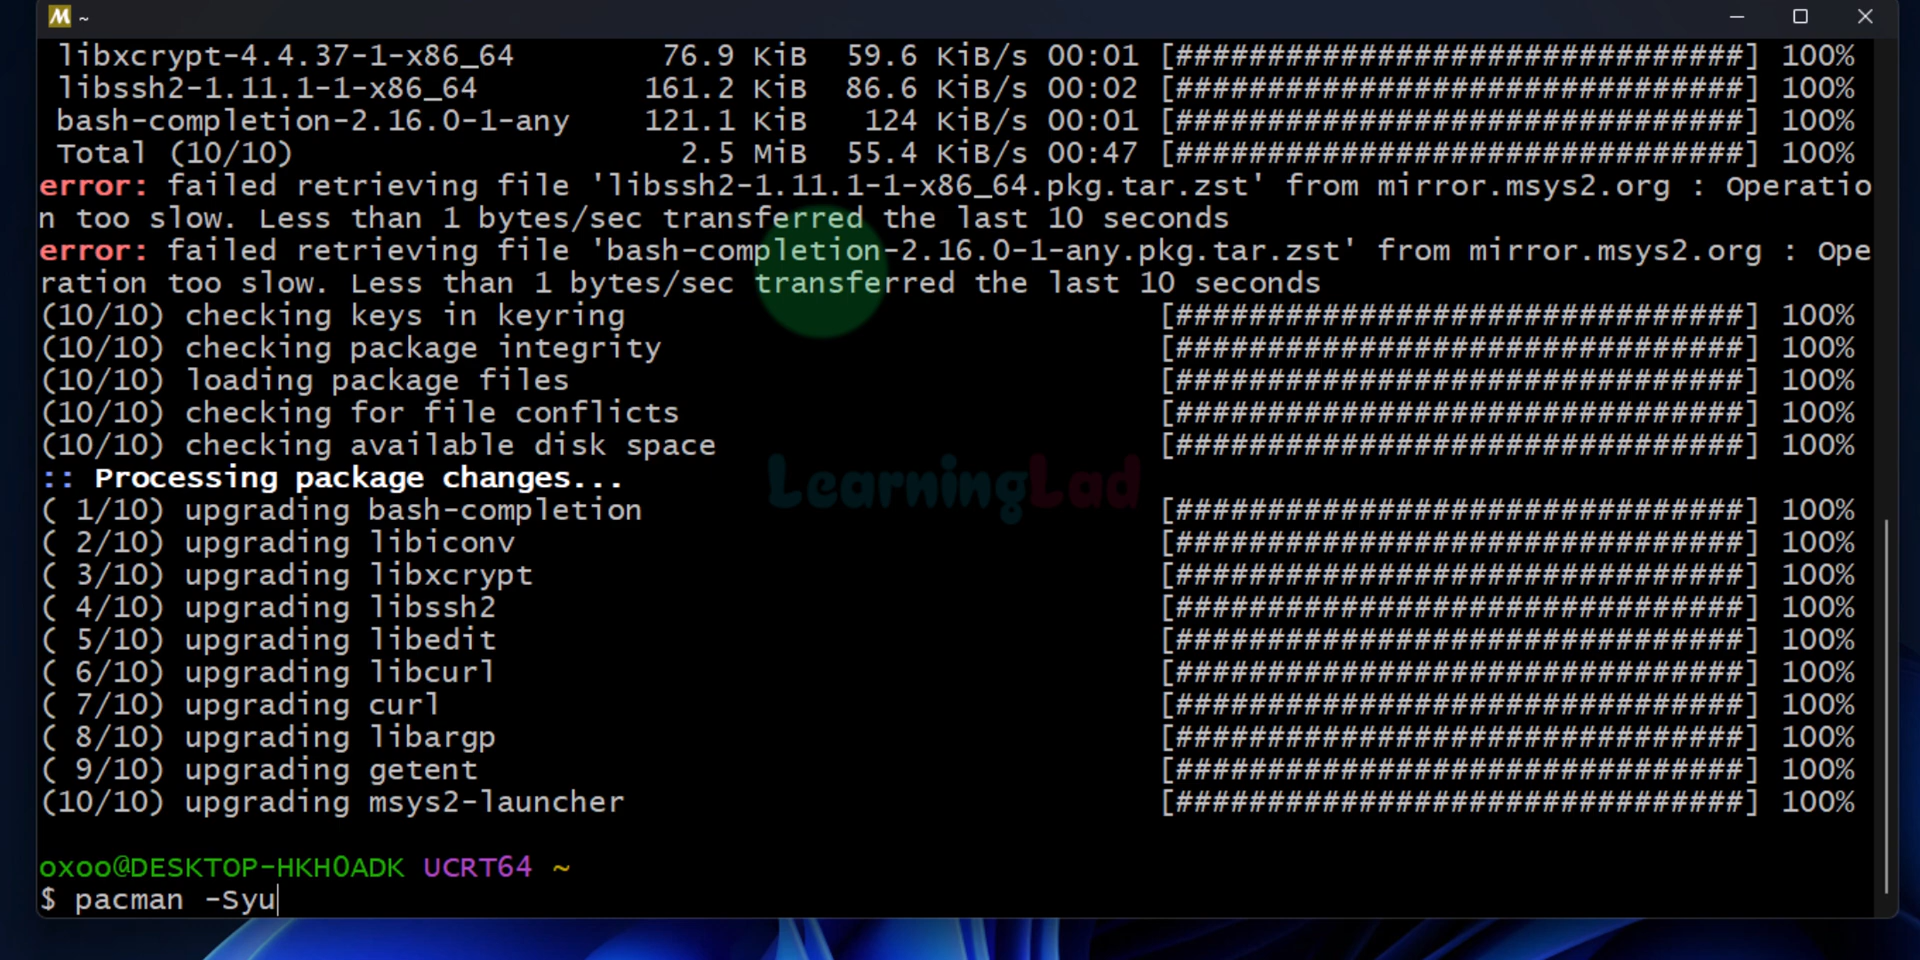 M ~
libxcrypt-4.4.37-1-x86_64 76.9 KiB 59.6 KiB/s 00:01 [###############################] 100%
libssh2-1.11.1-1-x86_64 161.2 KiB 86.6 KiB/s 00:02 [###############################] 100%
bash-completion-2.16.0-1-any 121.1 KiB 124 KiB/s 00:01 [###############################] 100%
Total (10/10) 2.5 MiB 55.4 KiB/s 00:47 [###############################] 100%
error: failed retrieving file 'libssh2-1.11.1-1-x86_64.pkg.tar.zst' from mirror.msys2.org : Operatio
n too slow. Less than 1 bytes/sec transferred the last 10 seconds
error: failed retrieving file 'bash-completion-2.16.0-1-any.pkg.tar.zst' from mirror.msys2.org : Ope
ration too slow. Less than 1 bytes/sec transferred the last 10 seconds
(10/10) checking keys in keyring [###############################] 100%
(10/10) checking package integrity [###############################] 100%
(10/10) loading package files [###############################] 100%
(10/10) checking for file conflicts [###############################] 100%
(10/10) checking available disk space [###############################] 100%
:: Processing package changes...
LearningLad
( 1/10) upgrading bash-completion [###############################] 100%
( 2/10) upgrading libiconv [###############################] 100%
( 3/10) upgrading libxcrypt [###############################] 100%
( 4/10) upgrading libssh2 [###############################] 100%
( 5/10) upgrading libedit [###############################] 100%
( 6/10) upgrading libcurl [###############################] 100%
( 7/10) upgrading curl [###############################] 100%
( 8/10) upgrading libargp [###############################] 100%
( 9/10) upgrading getent [###############################] 100%
(10/10) upgrading msys2-launcher [###############################] 100%
oxoo@DESKTOP-HKH0ADK UCRT64 ~
$ pacman -Syu